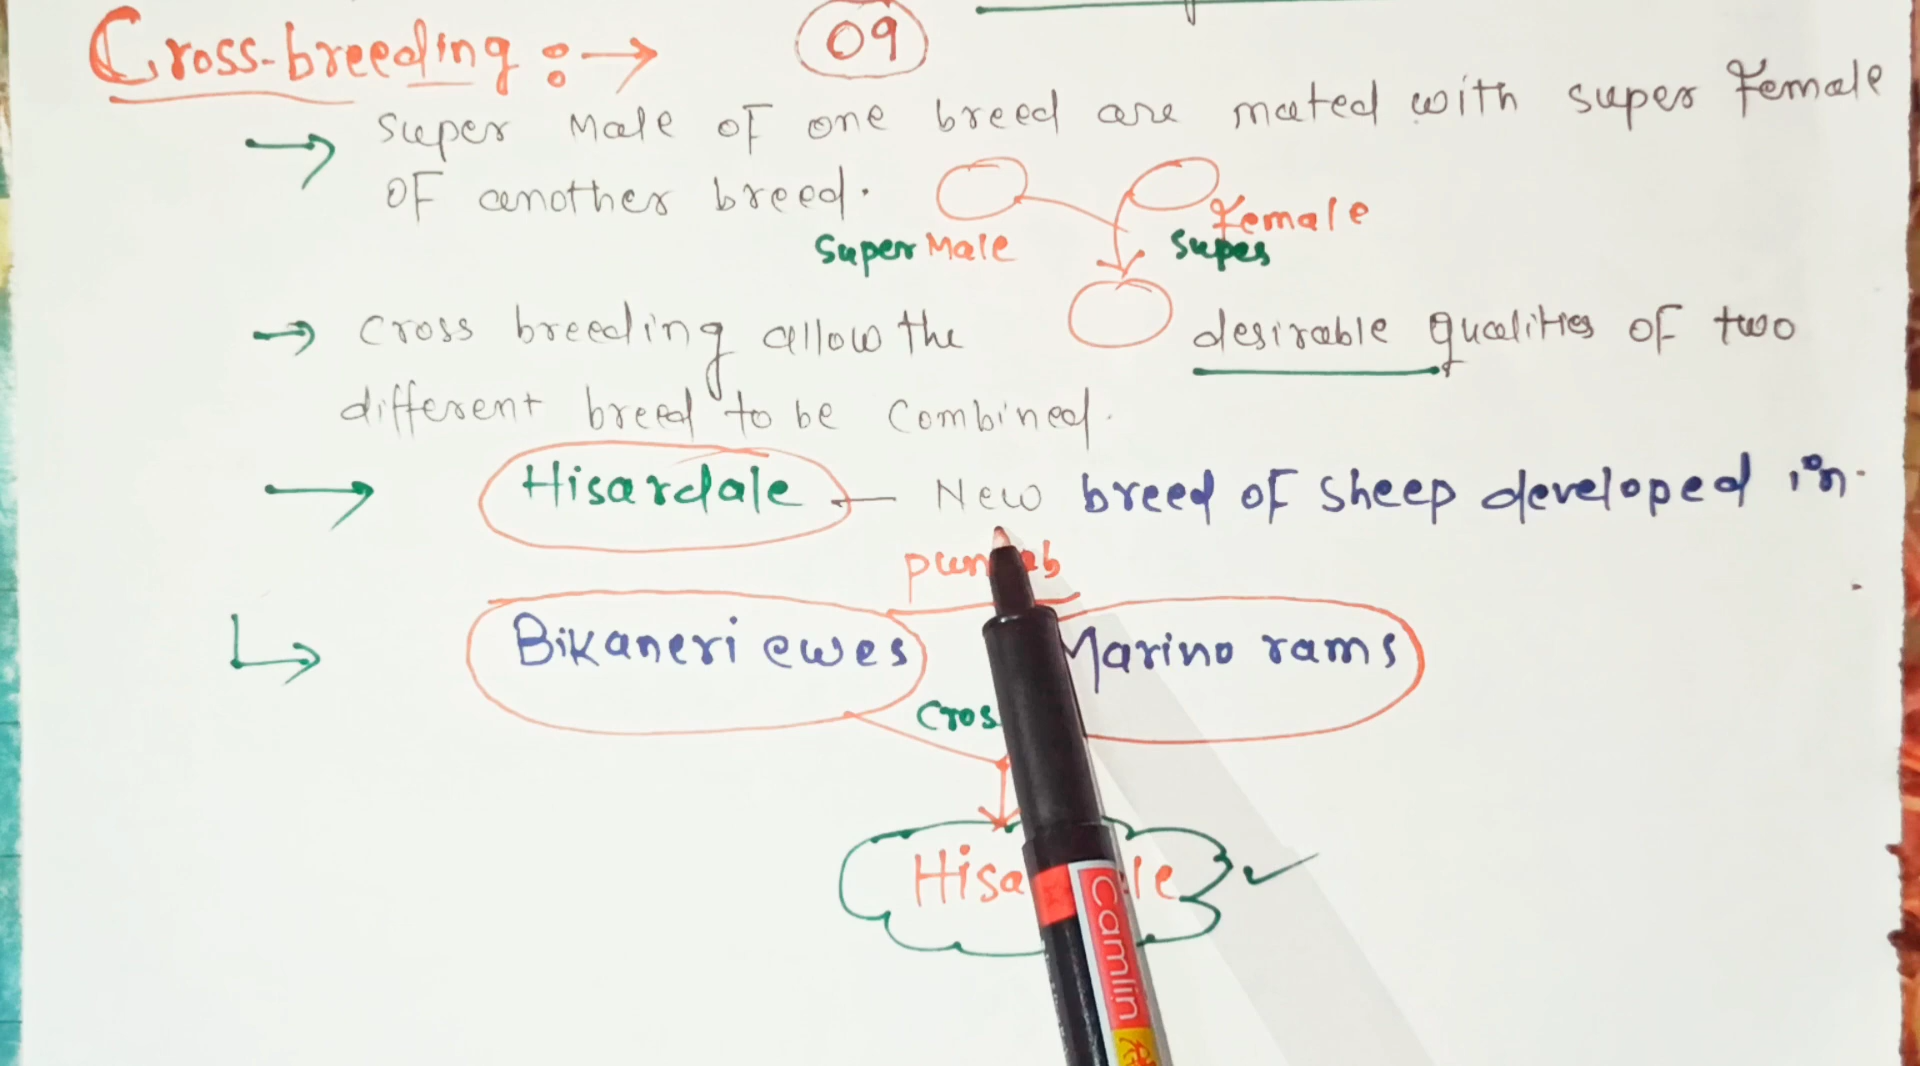 Cross-breeding :→ 09
→ super Male of one breed are mated with super Female
of another breed.
Female
Super Male Super
→ cross breeding allow the desirable qualities of two
different breed to be Combined.
→ Hisardale — New breed of sheep developed in
Bikaneri ewes Marino rams
Camlin